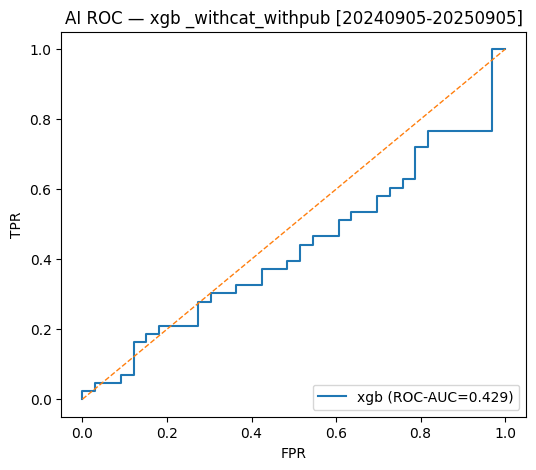 AI ROC — xgb _withcat_withpub [20240905-20250905]
1.0
0.8
0.6
0.4
0.2
0.0
TPR
xgb (ROC-AUC=0.429)
0.0 0.2 0.4 0.6 0.8 1.0
FPR